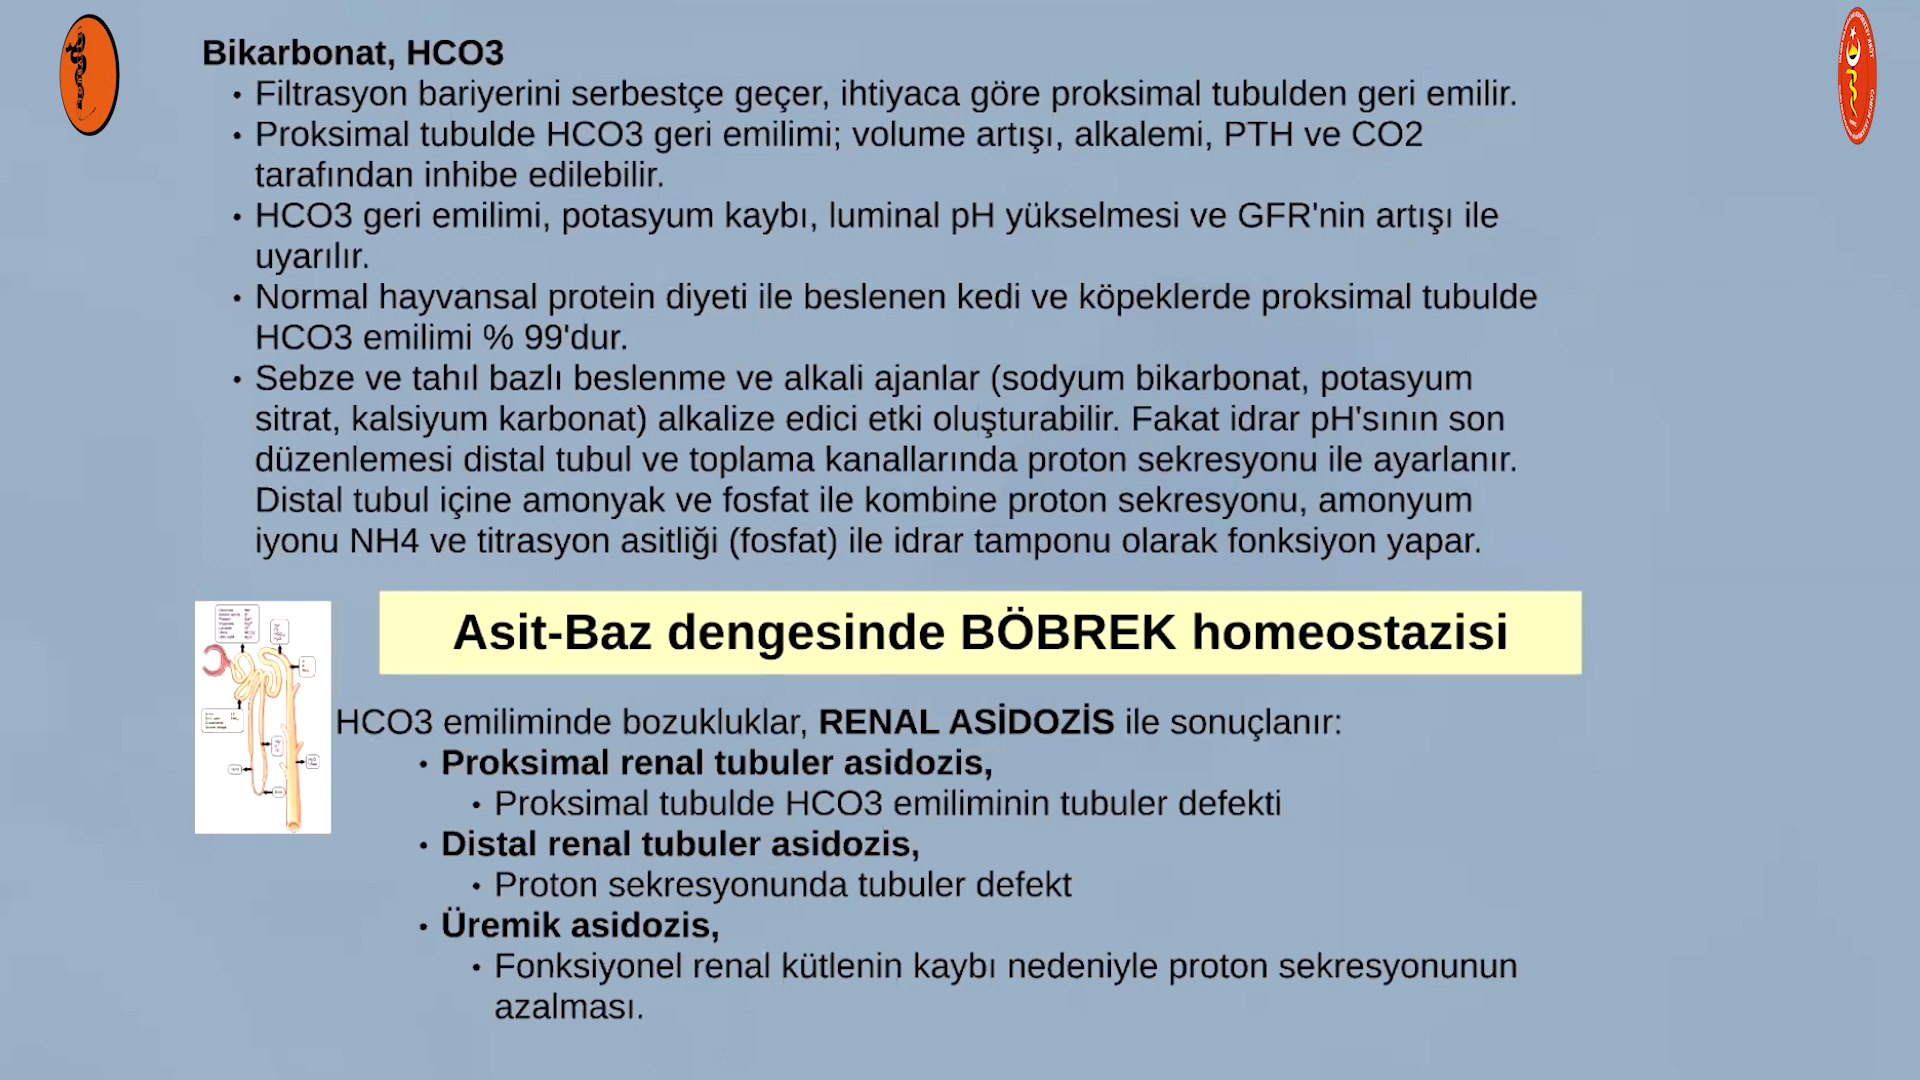 Bikarbonat, HCO3
• Filtrasyon bariyerini serbestçe geçer, ihtiyaca göre proksimal tubulden geri emilir.
• Proksimal tubulde HCO3 geri emilimi; volume artışı, alkalemi, PTH ve CO2
tarafından inhibe edilebilir.
• HCO3 geri emilimi, potasyum kaybı, luminal pH yükselmesi ve GFR'nin artışı ile
uyarılır.
• Normal hayvansal protein diyeti ile beslenen kedi ve köpeklerde proksimal tubulde
HCO3 emilimi % 99'dur.
• Sebze ve tahıl bazlı beslenme ve alkali ajanlar (sodyum bikarbonat, potasyum
sitrat, kalsiyum karbonat) alkalize edici etki oluşturabilir. Fakat idrar pH'sının son
düzenlemesi distal tubul ve toplama kanallarında proton sekresyonu ile ayarlanır.
Distal tubul içine amonyak ve fosfat ile kombine proton sekresyonu, amonyum
iyonu NH4 ve titrasyon asitliği (fosfat) ile idrar tamponu olarak fonksiyon yapar.
Asit-Baz dengesinde BÖBREK homeostazisi
HCO3 emiliminde bozukluklar, RENAL ASİDOZİS ile sonuçlanır:
• Proksimal renal tubuler asidozis,
• Proksimal tubulde HCO3 emiliminin tubuler defekti
• Distal renal tubuler asidozis,
• Proton sekresyonunda tubuler defekt
• Üremik asidozis,
• Fonksiyonel renal kütlenin kaybı nedeniyle proton sekresyonunun
azalması.